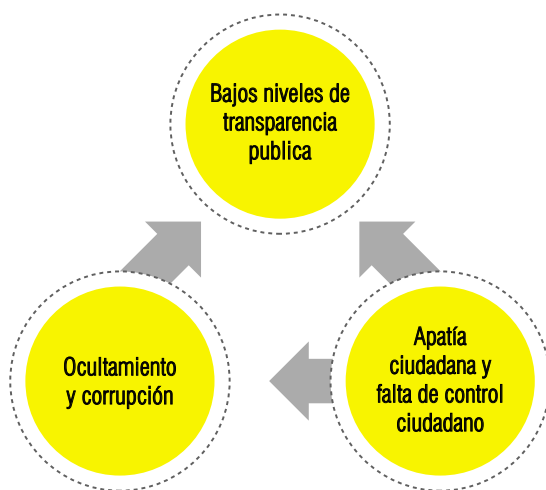 Bajos niveles de
transparencia
publica
Ocultamiento
y corrupción
Apatía
ciudadana y
falta de control
ciudadano